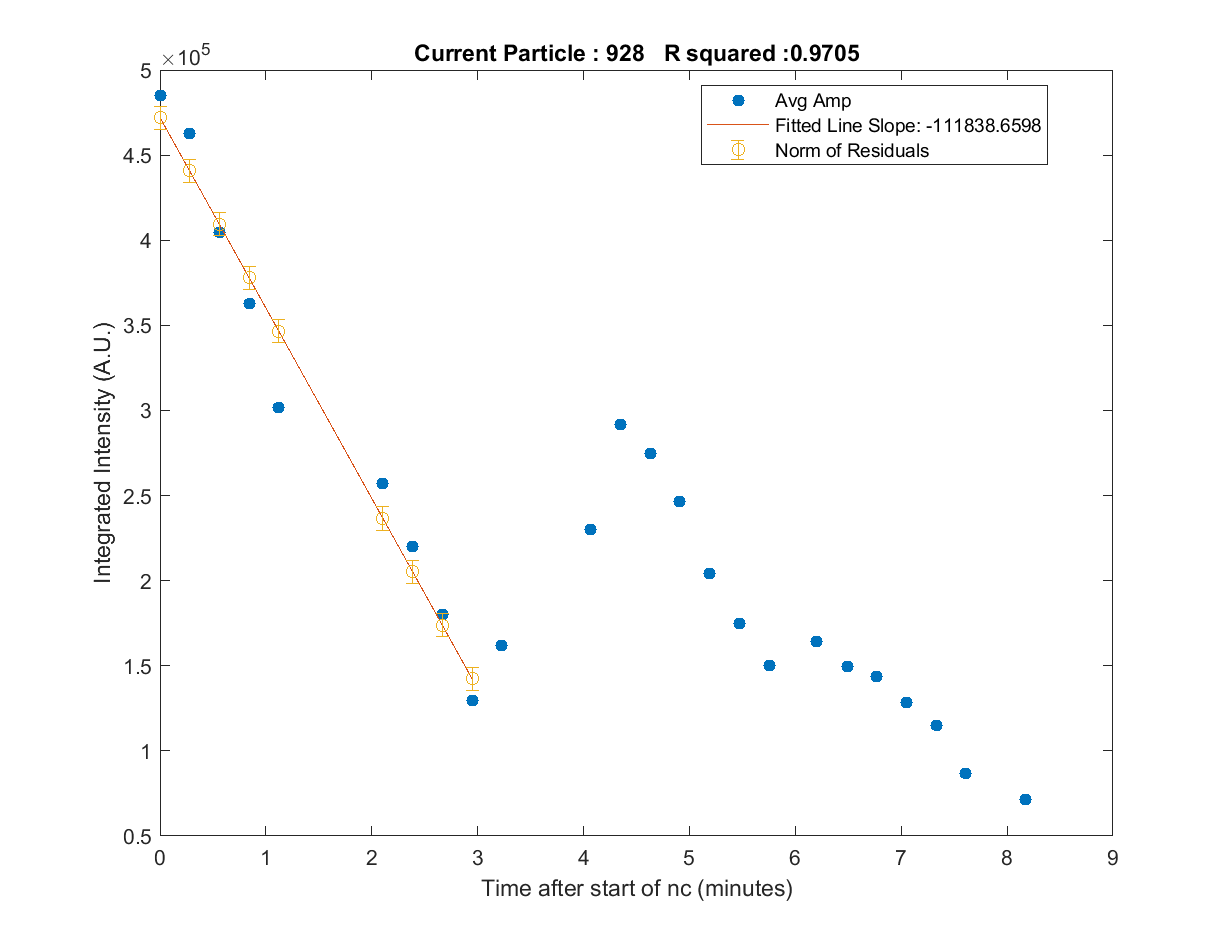 Current Particle : 928 R squared :0.9705
×10^5
5
4.5
4
3.5
3
2.5
2
1.5
1
0.5
Integrated Intensity (A.U.)
Avg Amp
Fitted Line Slope: -111838.6598
Norm of Residuals
0 1 2 3 4 5 6 7 8 9
Time after start of nc (minutes)